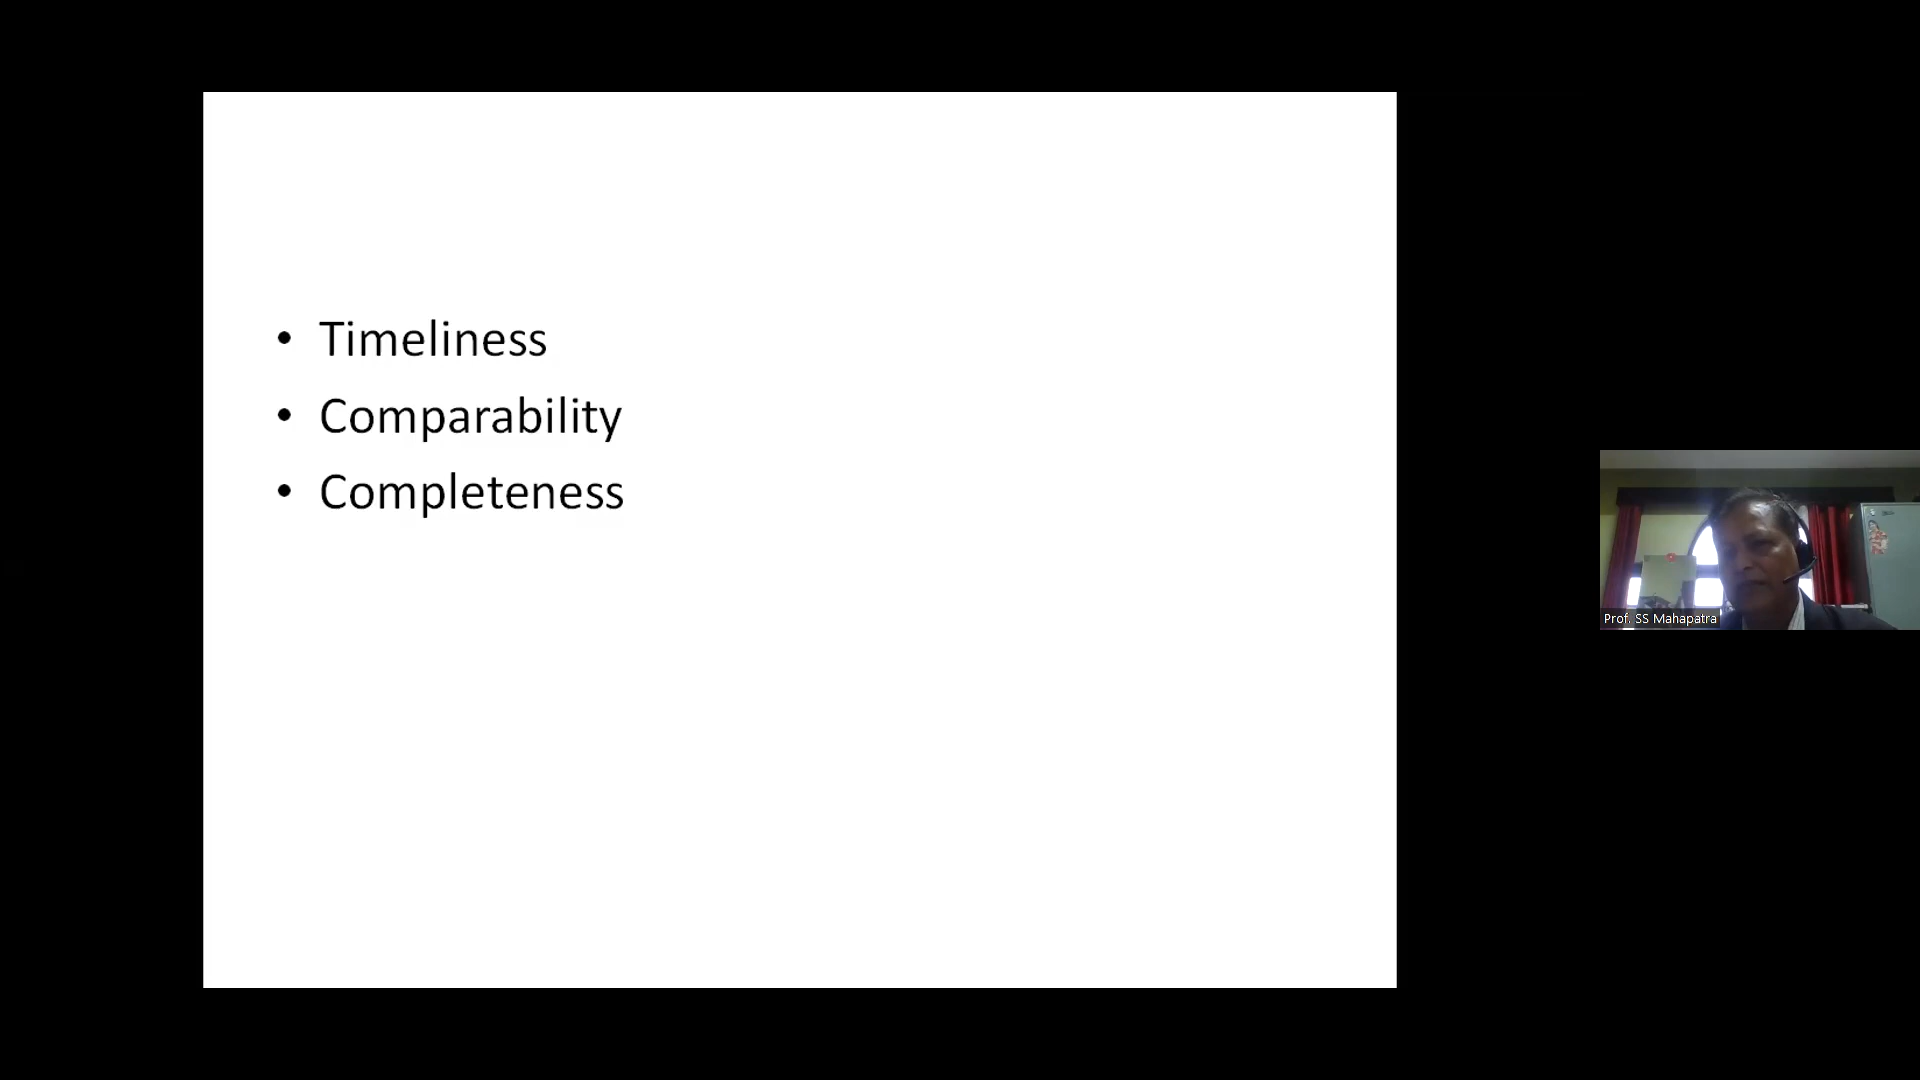 • Timeliness
• Comparability
• Completeness
Prof. SS Mahapatra